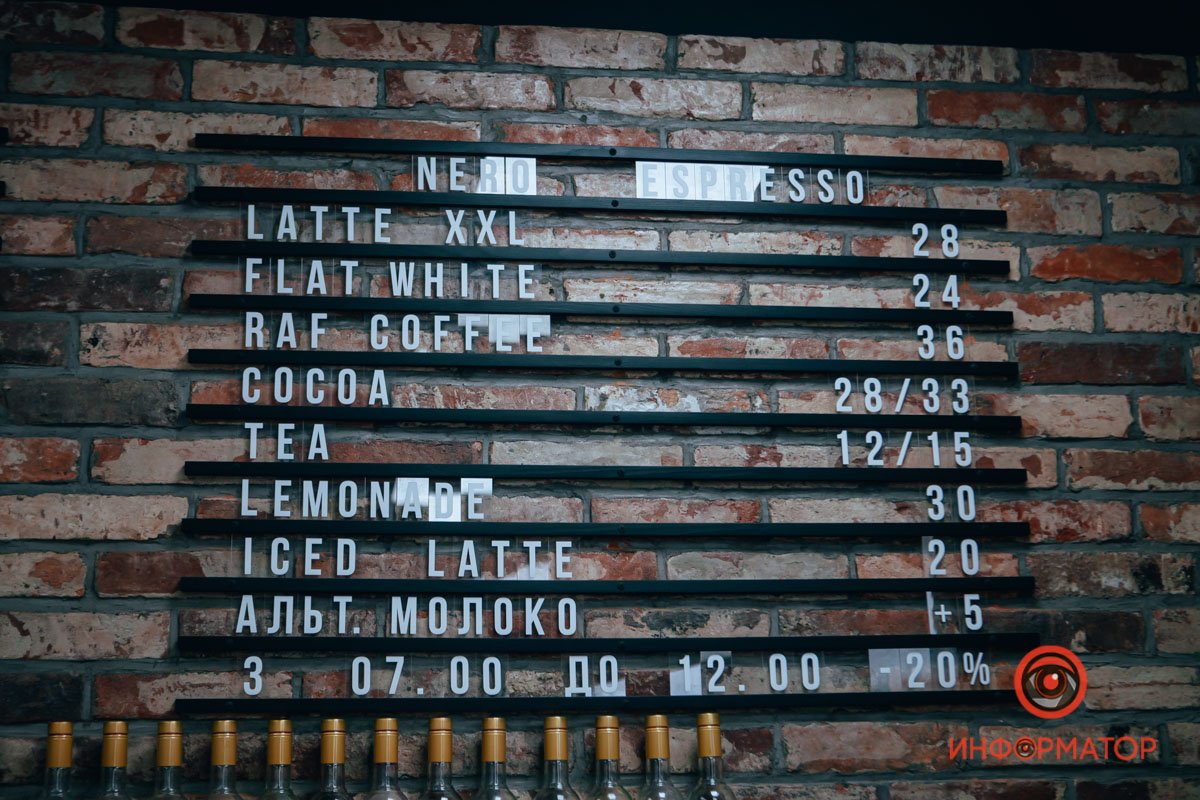 NERO ESPRESSO
LATTE XXL 28
FLAT WHITE 24
RAF COFFEE 36
COCOA 28/33
TEA 12/15
LEMONADE 30
ICED LATTE 20
АЛЬТ. МОЛОКО +5
З 07.00 ДО 12.00 -20%
ИНФОРМАТОР